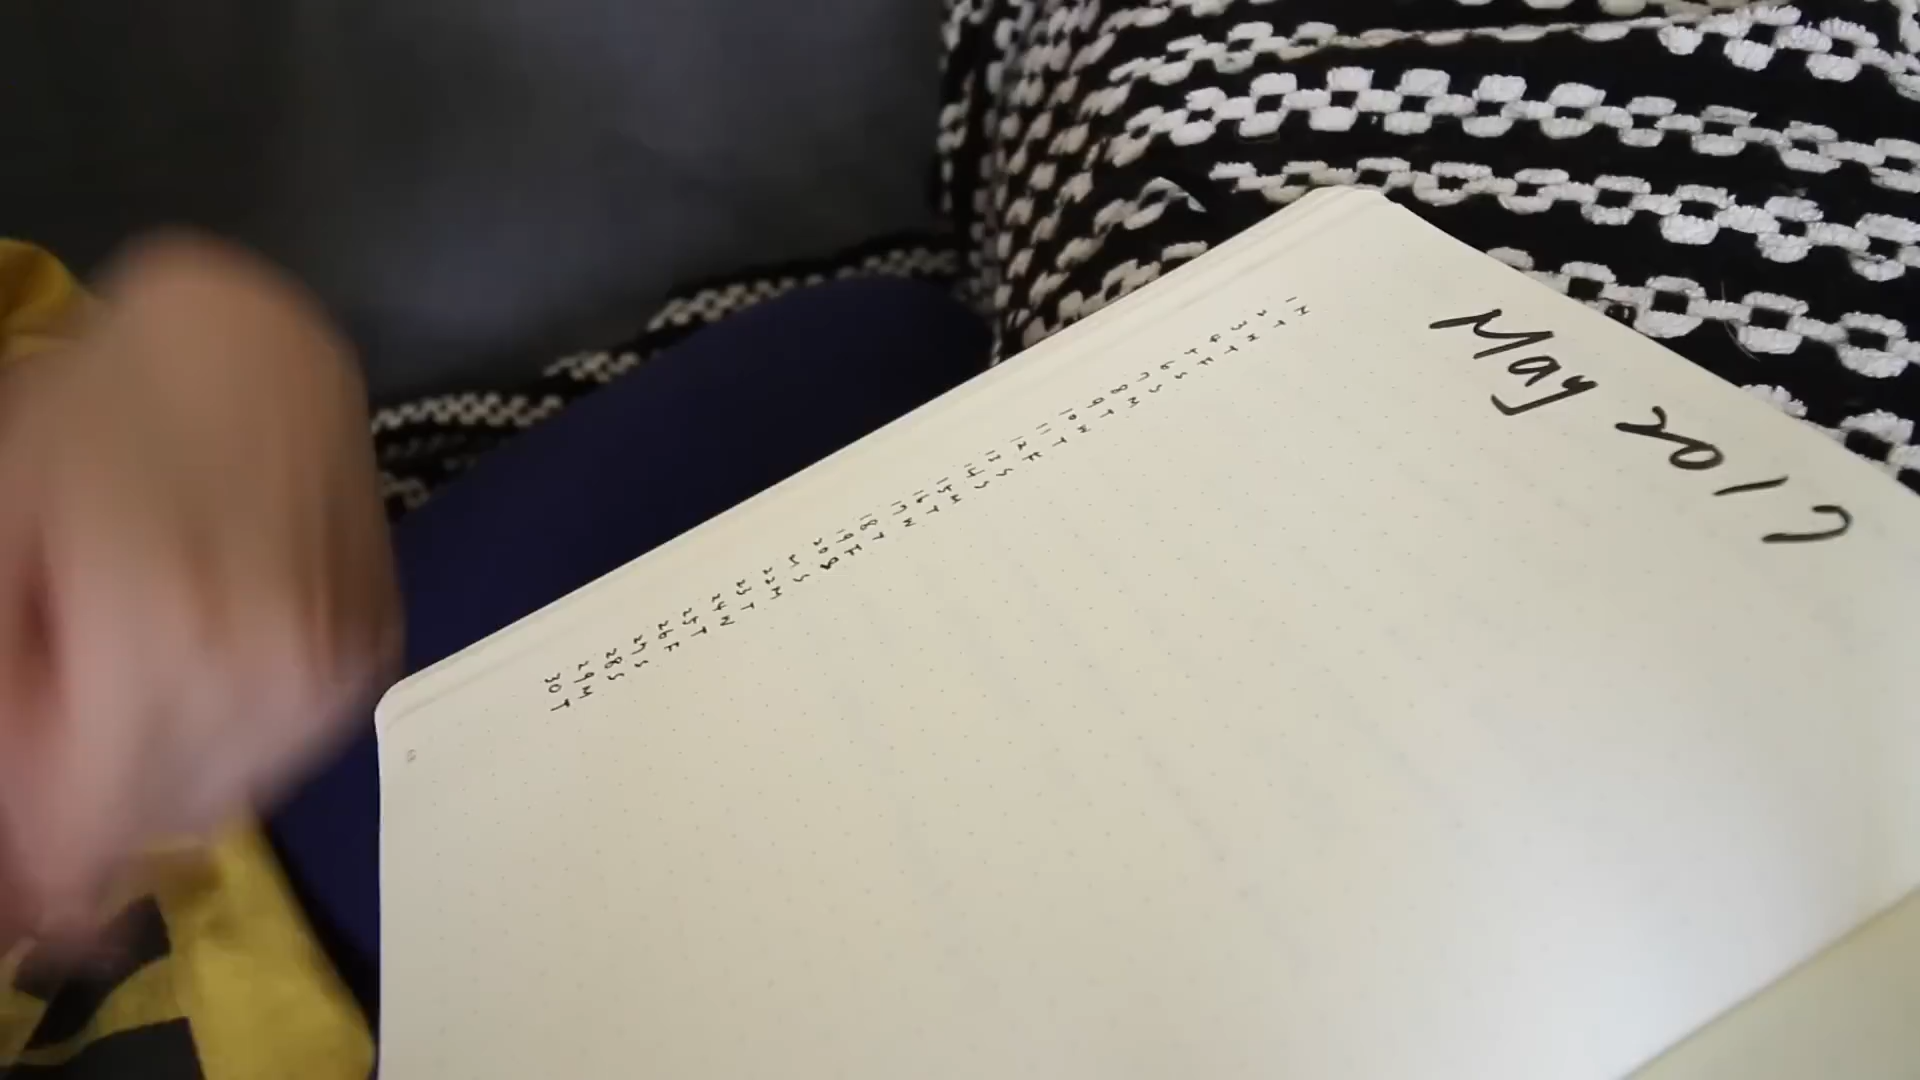 May 2017
1 M
2 T
3 W
4 T
5 F
6 S
7 S
8 M
9 T
10 W
11 T
12 F
13 S
14 S
15 M
16 T
17 W
18 T
19 F
20 S
21 S
22 M
23 T
24 W
25 T
26 F
27 S
28 S
29 M
30 T